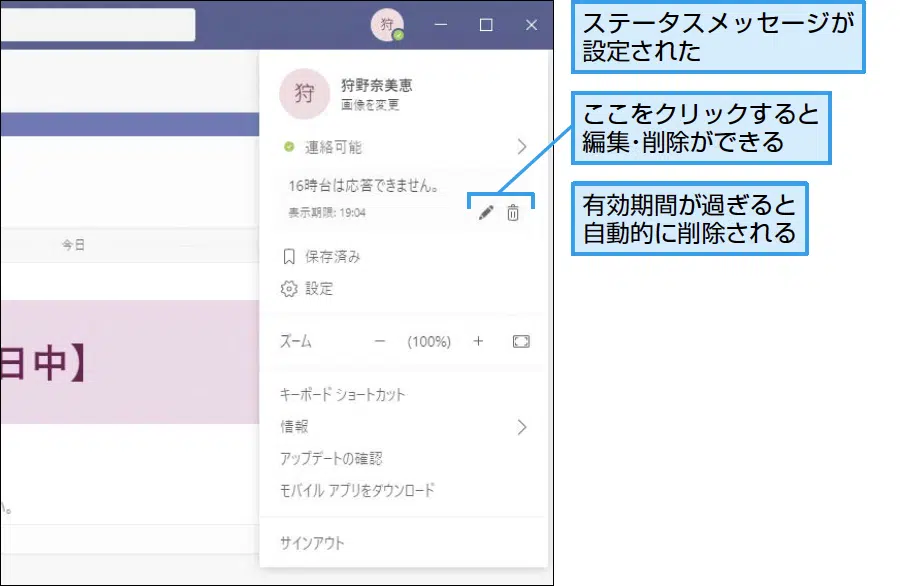 狩
狩
狩野奈美恵
画像を変更
連絡可能
16時台は応答できません。
表示期限: 19:04
保存済み
設定
ズーム
(100%)
キーボード ショートカット
情報
アップデートの確認
モバイル アプリをダウンロード
サインアウト
今日
日中】
い。
ステータスメッセージが
設定された
ここをクリックすると
編集・削除ができる
有効期間が過ぎると
自動的に削除される